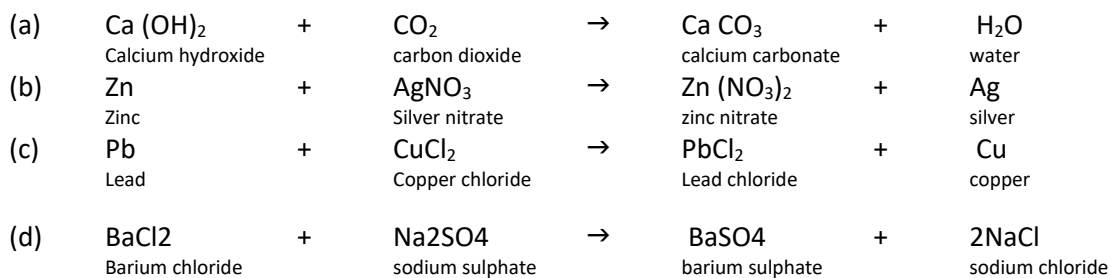 (a) Ca (OH)₂ + CO₂ → Ca CO₃ + H₂O
Calcium hydroxide carbon dioxide calcium carbonate water
(b) Zn + AgNO₃ → Zn (NO₃)₂ + Ag
Zinc Silver nitrate zinc nitrate silver
(c) Pb + CuCl₂ → PbCl₂ + Cu
Lead Copper chloride Lead chloride copper
(d) BaCl2 + Na2SO4 → BaSO4 + 2NaCl
Barium chloride sodium sulphate barium sulphate sodium chloride